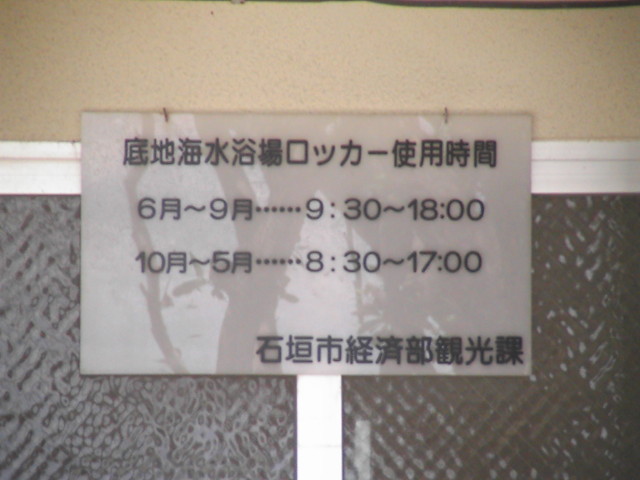 底地海水浴場ロッカー使用時間
6月～9月……9:30～18:00
10月～5月……8:30～17:00
石垣市経済部観光課